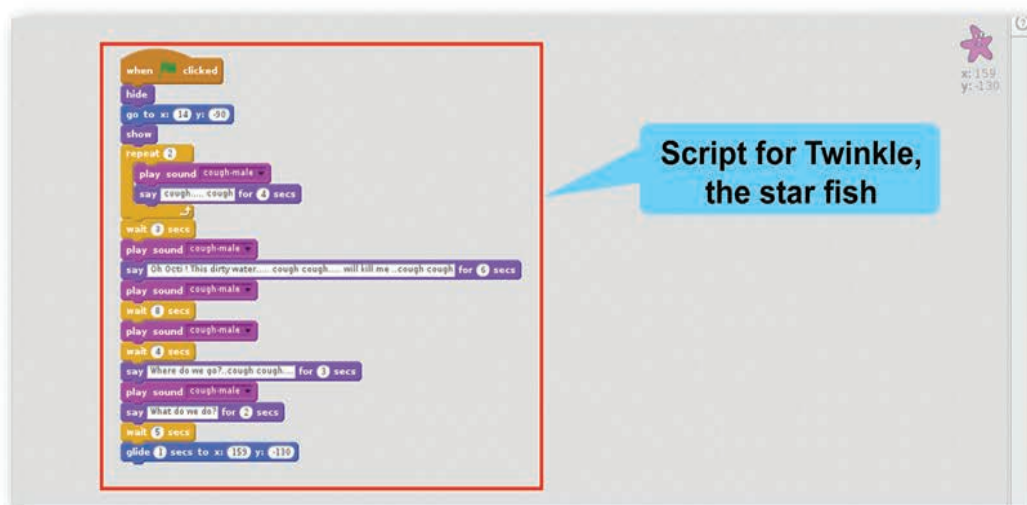 when clicked
hide
go to x: 14 y: -90
show
repeat 2
play sound cough-male
say cough.... cough for 4 secs
wait 3 secs
play sound cough-male
say Oh Octi ! This dirty water.... cough cough.... will kill me ..cough cough for 6 secs
play sound cough-male
wait secs
play sound cough-male
wait 4 secs
say Where do we go?..cough cough.... for 3 secs
play sound cough-male
say What do we do? for 2 secs
wait 5 secs
glide 1 secs to x: 159 y: -130
Script for Twinkle,
the star fish
x: 159
y: -130